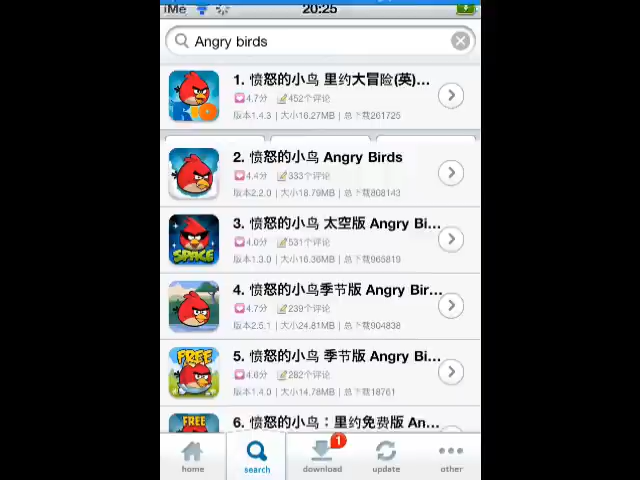 iMe 20:25
Angry birds
1. 愤怒的小鸟 里约大冒险(英)...
4.7分 452个评论
版本1.4.3 | 大小16.27MB | 总下载261725
RIO
2. 愤怒的小鸟 Angry Birds
4.4分 333个评论
版本2.2.0 | 大小18.79MB | 总下载808143
3. 愤怒的小鸟 太空版 Angry Bi...
4.0分 531个评论
版本1.3.0 | 大小16.36MB | 总下载965819
SPACE
4. 愤怒的小鸟季节版 Angry Bir...
4.7分 239个评论
版本2.5.1 | 大小24.81MB | 总下载904838
5. 愤怒的小鸟 季节版 Angry Bi...
282个评论
版本1.4.0 | 大小14.78MB | 总下载18761
FREE
6. 愤怒的小鸟：里约免费版 An...
FREE
1
home search download update other